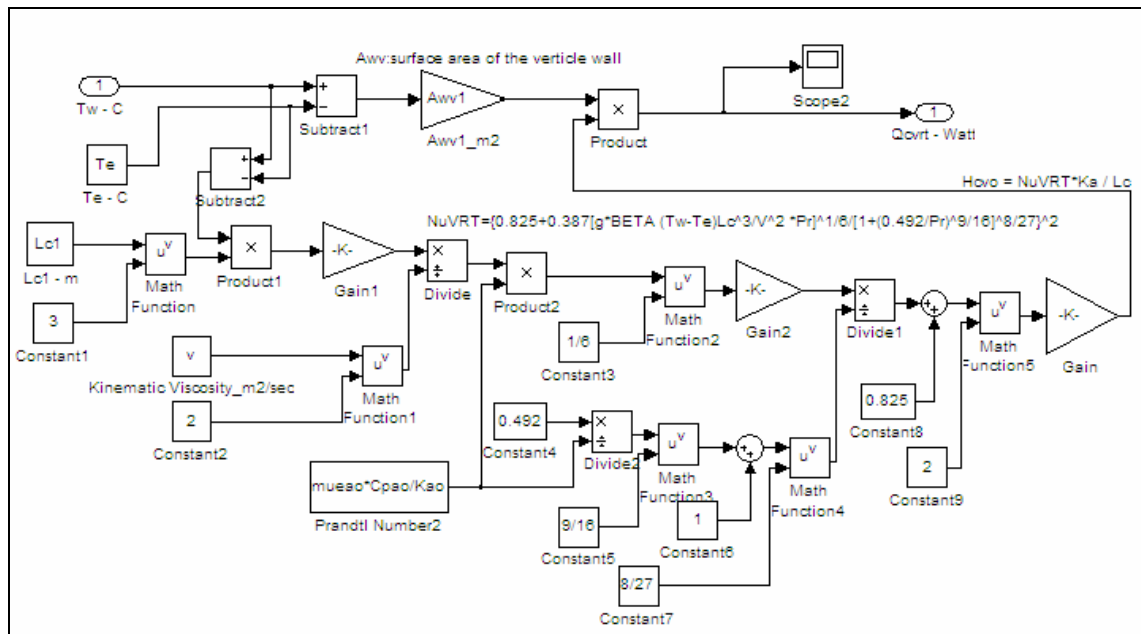 Awv:surface area of the verticle wall
1
Tw - C
+
−
Subtract1
Awv1
Awv1_m2
×
Product
Scope2
1
Qcvrt - Watt
Te
Te - C
+
−
Subtract2
Hcvo = NuVRT*Ka / Lc
NuVRT={0.825+0.387[g*BETA (Tw-Te)Lc^3/V^2 *Pr]^1/6/[1+(0.492/Pr)^9/16]^8/27}^2
Lc1
Lc1 - m
u^v
Math
Function
×
Product1
-K-
Gain1
×
÷
Divide
×
Product2
u^v
Math
Function2
-K-
Gain2
×
÷
Divide1
+
+
u^v
Math
Function5
-K-
Gain
3
Constant1
1/6
Constant3
v
Kinematic Viscosity_m2/sec
u^v
Math
Function1
2
Constant2
0.825
Constant8
0.492
Constant4
×
÷
Divide2
u^v
Math
Function3
+
+
u^v
Math
Function4
2
Constant9
mueao*Cpao/Kao
Prandtl Number2
9/16
Constant5
1
Constant6
8/27
Constant7